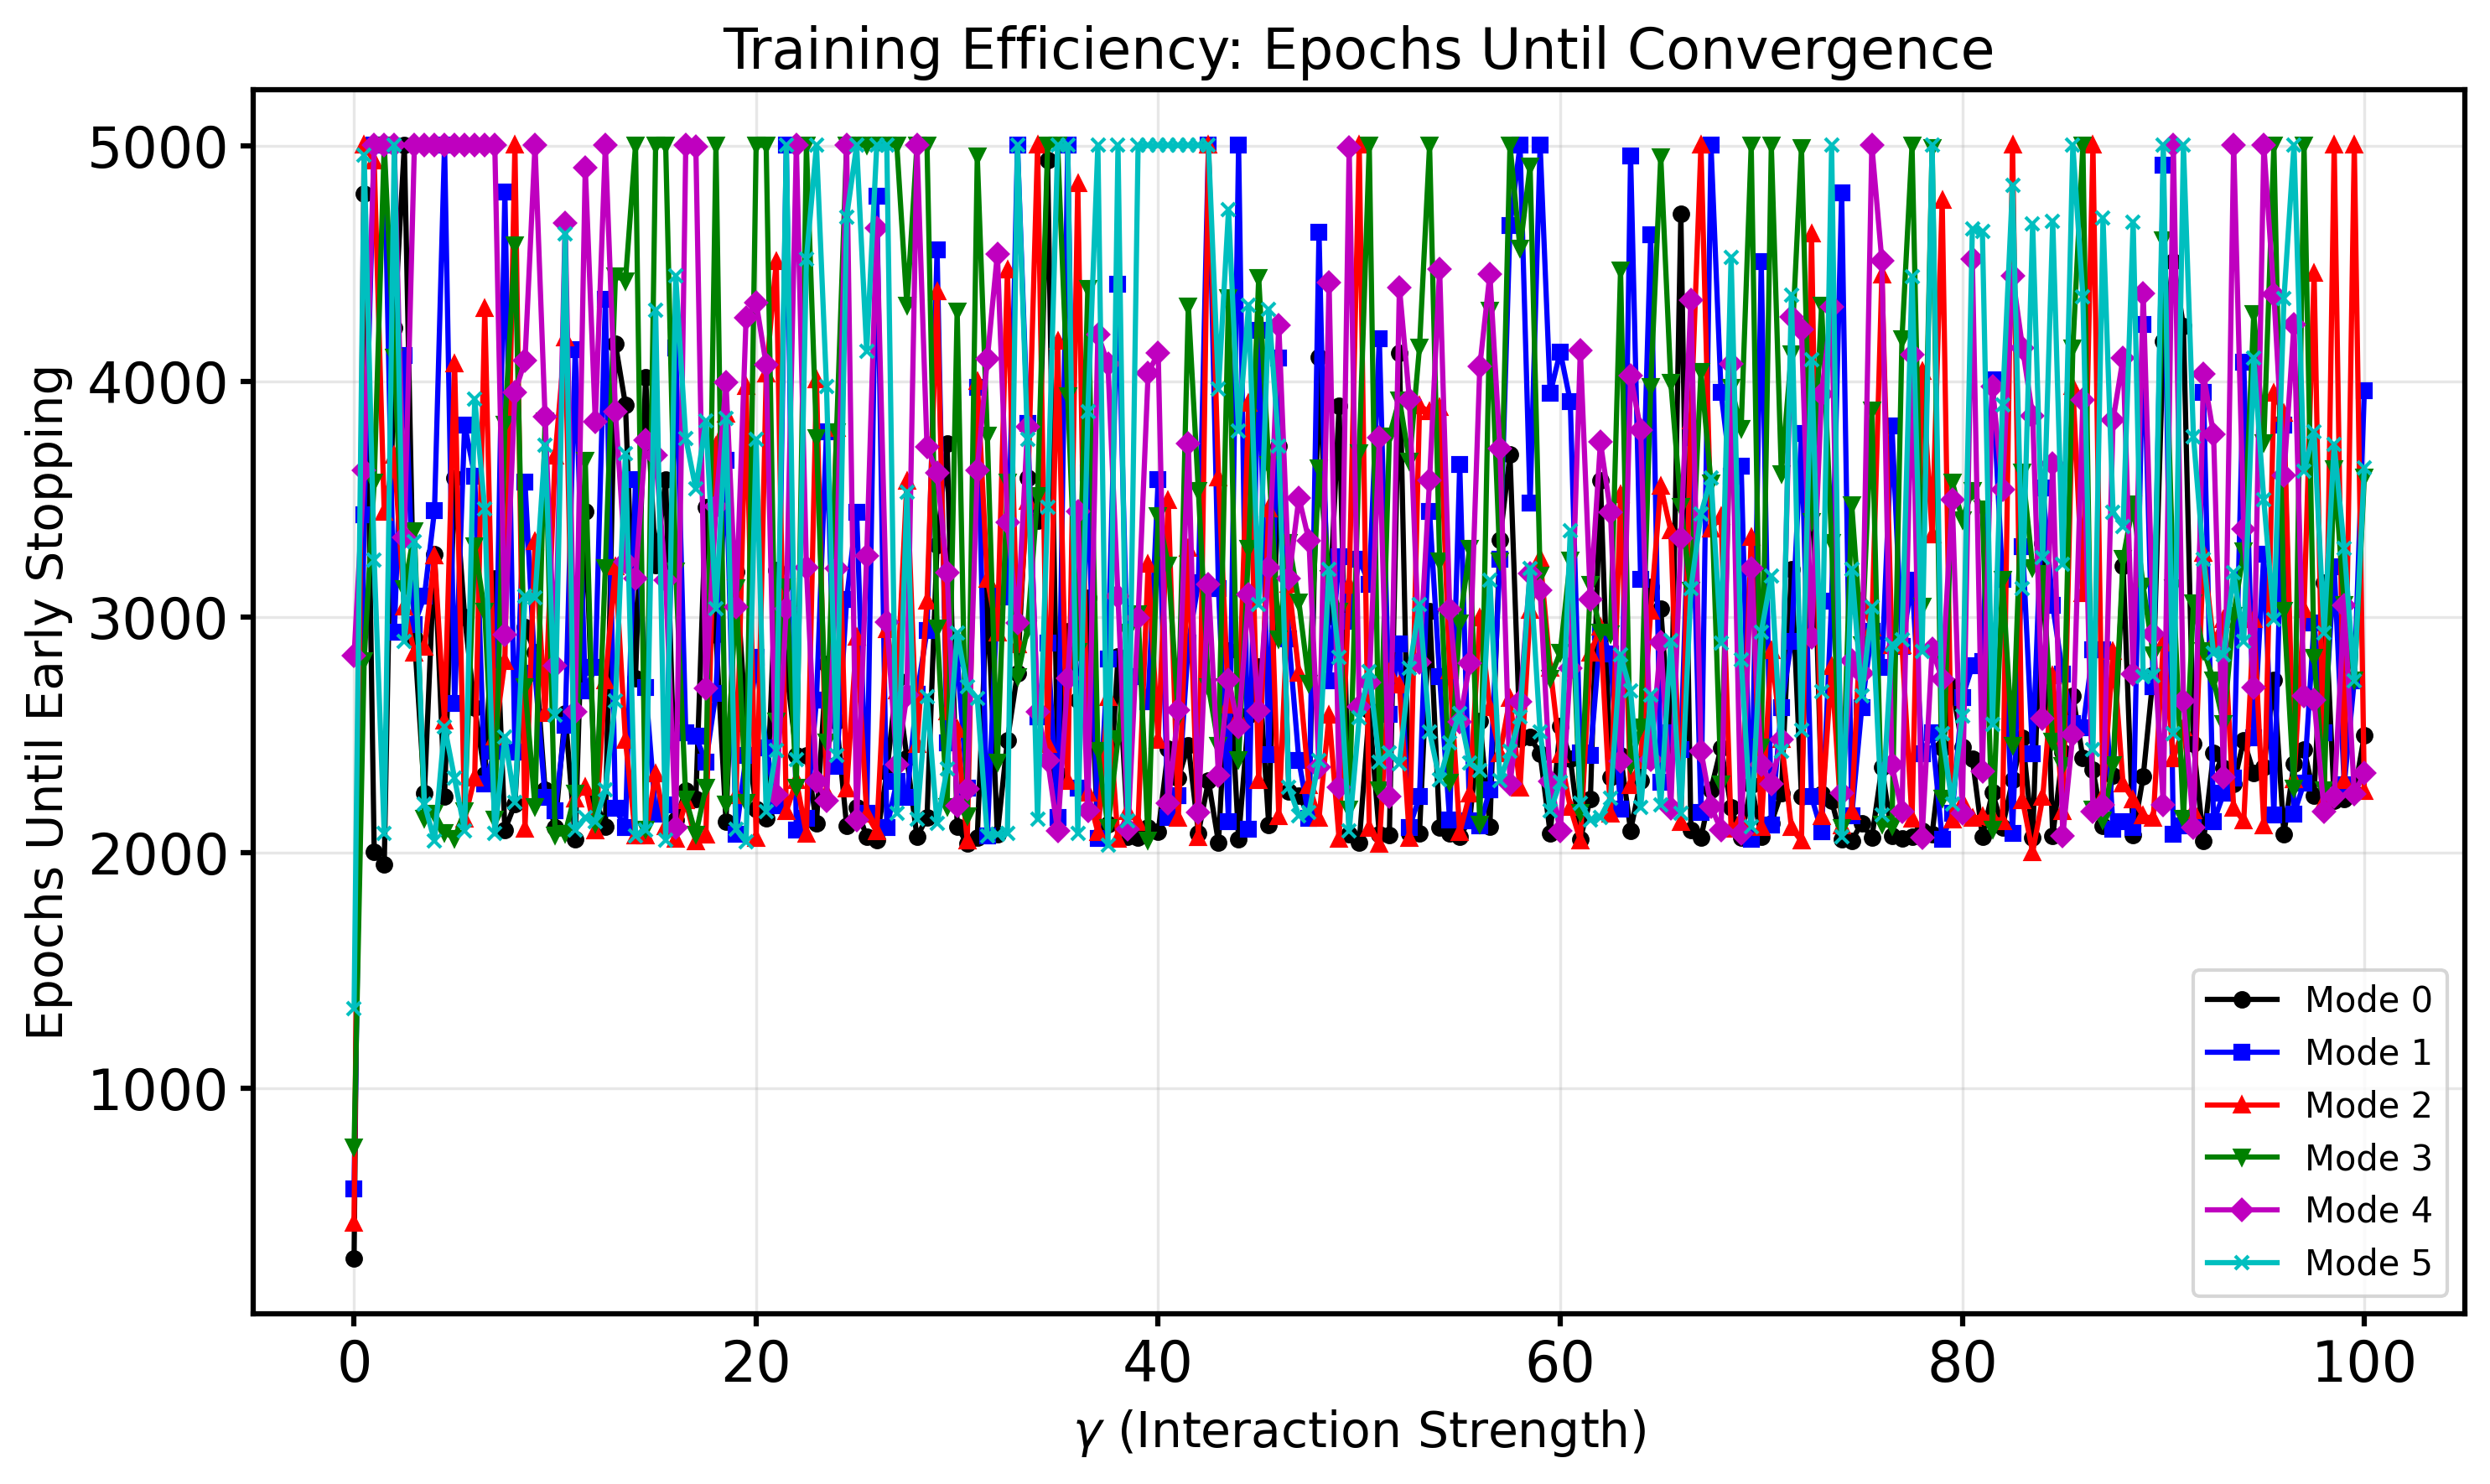 Training Efficiency: Epochs Until Convergence
Epochs Until Early Stopping
5000
4000
3000
2000
1000
0
20
40
60
80
100
γ (Interaction Strength)
Mode 0
Mode 1
Mode 2
Mode 3
Mode 4
Mode 5